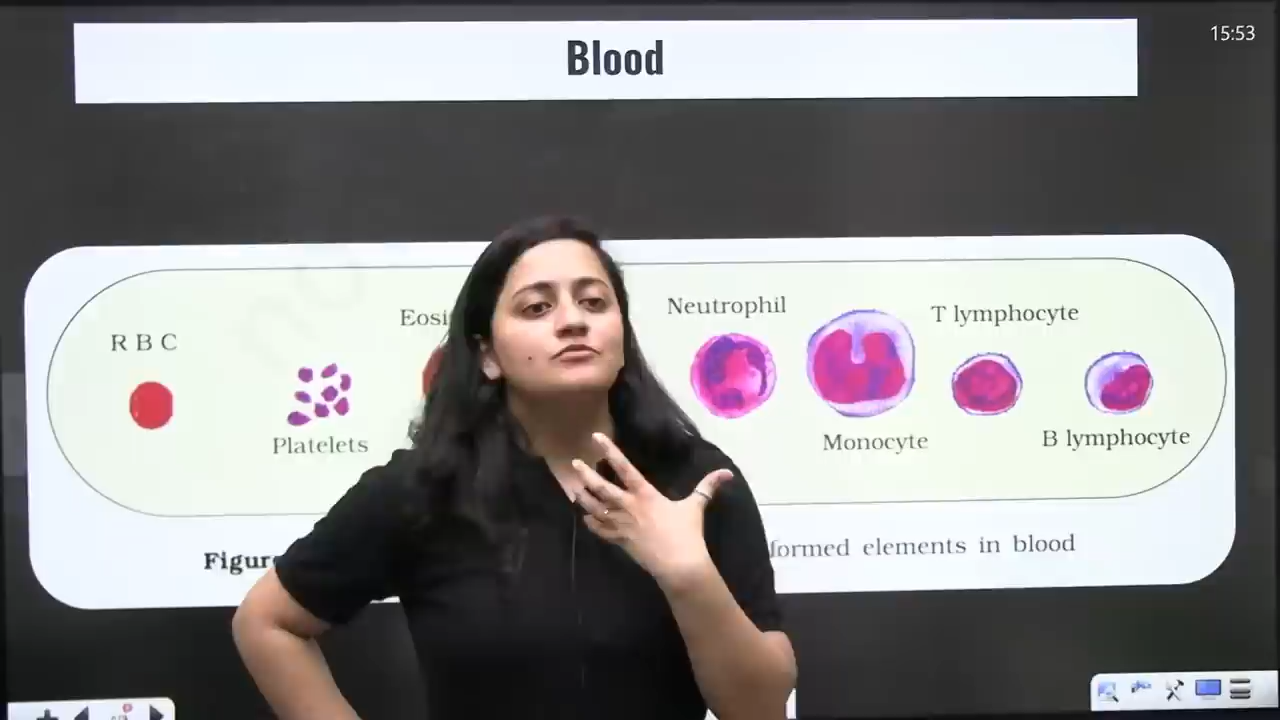 Blood
15:53
R B C
Platelets
Neutrophil
Monocyte
T lymphocyte
B lymphocyte
formed elements in blood